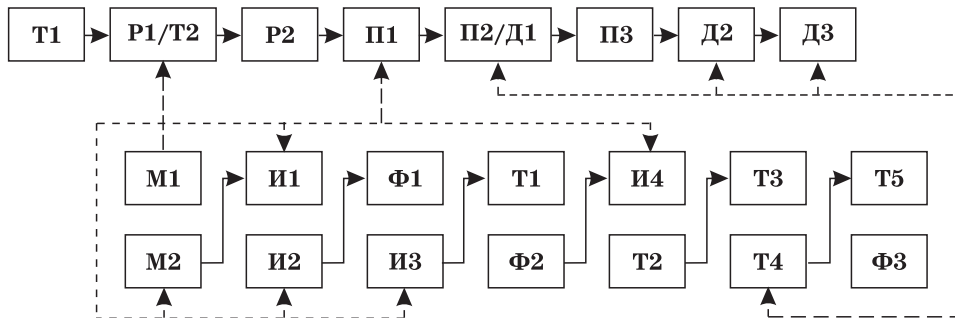 Т1 Р1/Т2 Р2 П1 П2/Д1 П3 Д2 Д3
М1 И1 Ф1 Т1 И4 Т3 Т5
М2 И2 И3 Ф2 Т2 Т4 Ф3